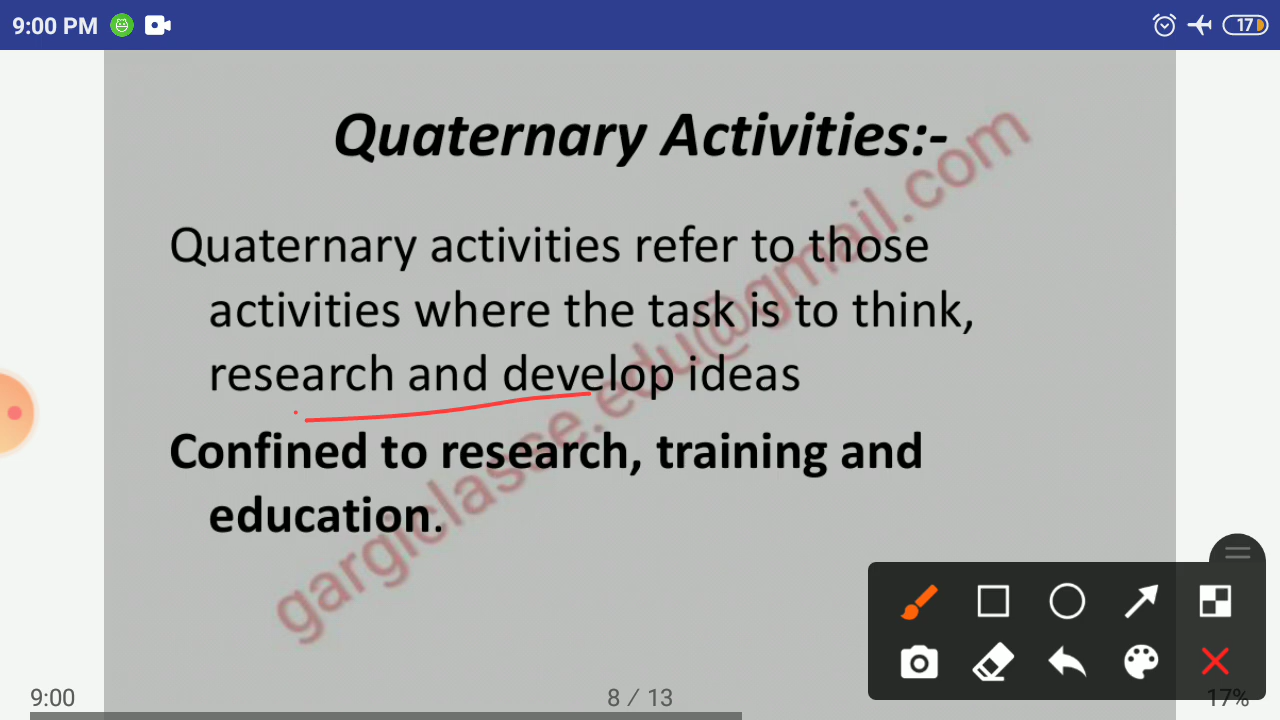 9:00 PM
17
Quaternary Activities:-
Quaternary activities refer to those
activities where the task is to think,
research and develop ideas
Confined to research, training and
education.
gargiclasse.edu@gmail.com
9:00
8 / 13
17%